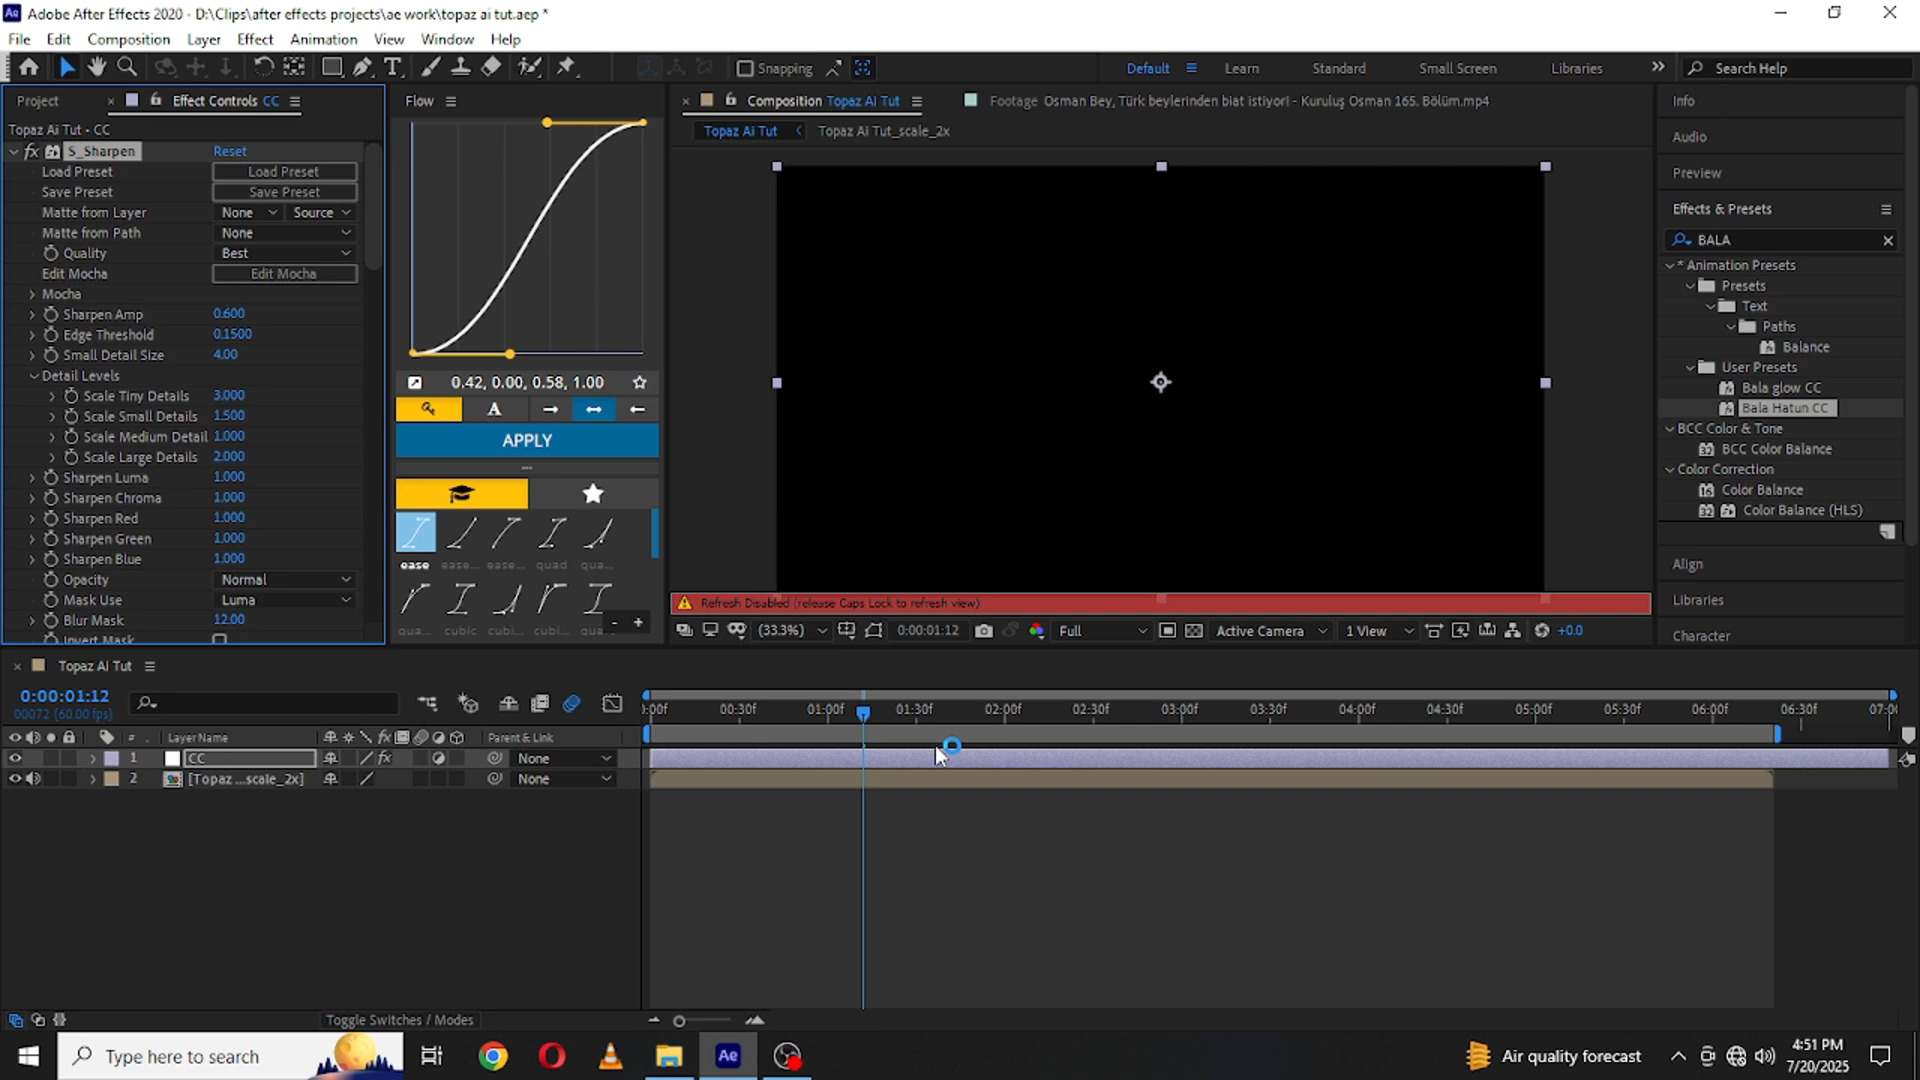 Adobe After Effects 2020 - D:\Clips\after effects projects\ae work\topaz ai tut.aep *
File Edit Composition Layer Effect Animation View Window Help
Snapping
Default Learn Standard Small Screen Libraries
Search Help
Project
Effect Controls CC
Topaz Ai Tut - CC
S_Sharpen Reset
Load Preset Load Preset
Save Preset Save Preset
Matte from Layer None Source
Matte from Path None
Quality Best
Edit Mocha Edit Mocha
Mocha
Sharpen Amp 0.600
Edge Threshold 0.1500
Small Detail Size 4.00
Detail Levels
Scale Tiny Details 3.000
Scale Small Details 1.500
Scale Medium Detail 1.000
Scale Large Details 2.000
Sharpen Luma 1.000
Sharpen Chroma 1.000
Sharpen Red 1.000
Sharpen Green 1.000
Sharpen Blue 1.000
Opacity Normal
Mask Use Luma
Blur Mask 12.00
Invert Mask
Flow
0.42, 0.00, 0.58, 1.00
A
APPLY
ease ease... ease... quad qua...
qua... cubic cubi... cubi... qua...
- +
Composition Topaz Ai Tut
Footage Osman Bey, Türk beylerinden biat istiyor! - Kuruluş Osman 165. Bölüm.mp4
Topaz Ai Tut Topaz Ai Tut_scale_2x
Refresh Disabled (release Caps Lock to refresh view)
(33.3%) 0:00:01:12 Full Active Camera 1 View +0.0
Info
Audio
Preview
Effects & Presets
BALA
* Animation Presets
Presets
Text
Paths
Balance
User Presets
Bala glow CC
Bala Hatun CC
BCC Color & Tone
BCC Color Balance
Color Correction
Color Balance
Color Balance (HLS)
Align
Libraries
Character
Topaz Ai Tut
0:00:01:12
00072 (60.00 fps)
:00f 00:30f 01:00f 01:30f 02:00f 02:30f 03:00f 03:30f 04:00f 04:30f 05:00f 05:30f 06:00f 06:30f 07:00
# Layer Name fx Parent & Link
1 CC fx None
2 [Topaz ...scale_2x] None
Toggle Switches / Modes
Type here to search
Ae
Air quality forecast
4:51 PM
7/20/2025